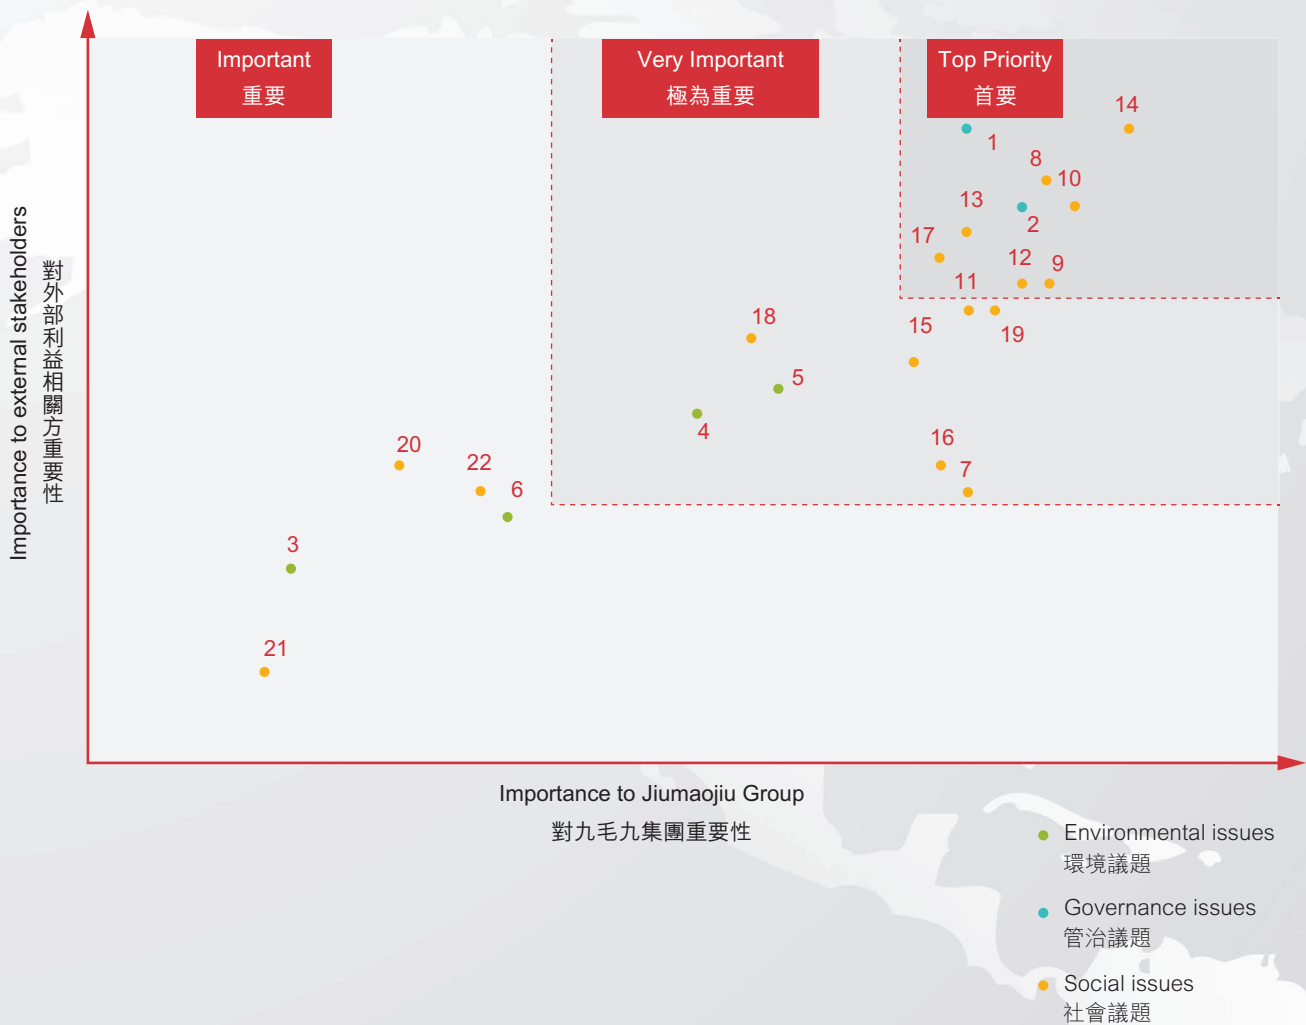 Important
重要
Very Important
極為重要
Top Priority
首要
14
1
8
10
13
2
17
12
9
11
18
15
19
5
4
20
16
22
7
6
3
21
Importance to external stakeholders
對外部利益相關方重要性
Importance to Jiumaojiu Group
對九毛九集團重要性
Environmental issues
環境議題
Governance issues
管治議題
Social issues
社會議題